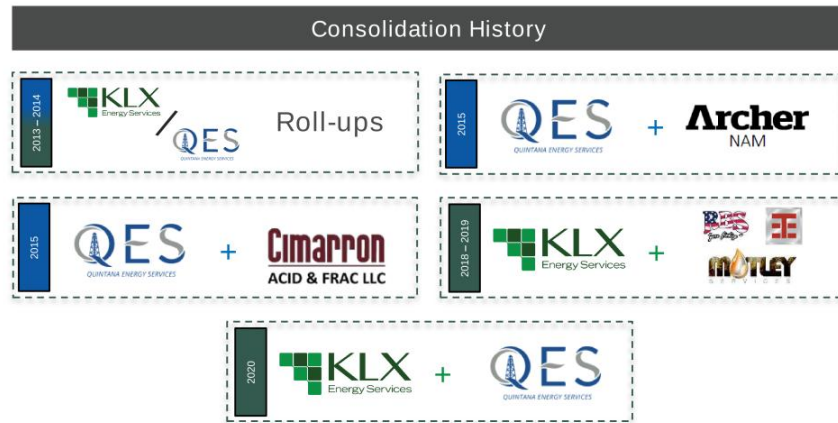 Consolidation History
2013 – 2014
KLX
Energy Services
/
QES
QUINTANA ENERGY SERVICES
Roll-ups
2015
QES
QUINTANA ENERGY SERVICES
+
Archer
NAM
2015
QES
QUINTANA ENERGY SERVICES
+
Cimarron
ACID & FRAC LLC
2018 – 2019
KLX
Energy Services
+
MOTLEY
SERVICES
2020
KLX
Energy Services
+
QES
QUINTANA ENERGY SERVICES